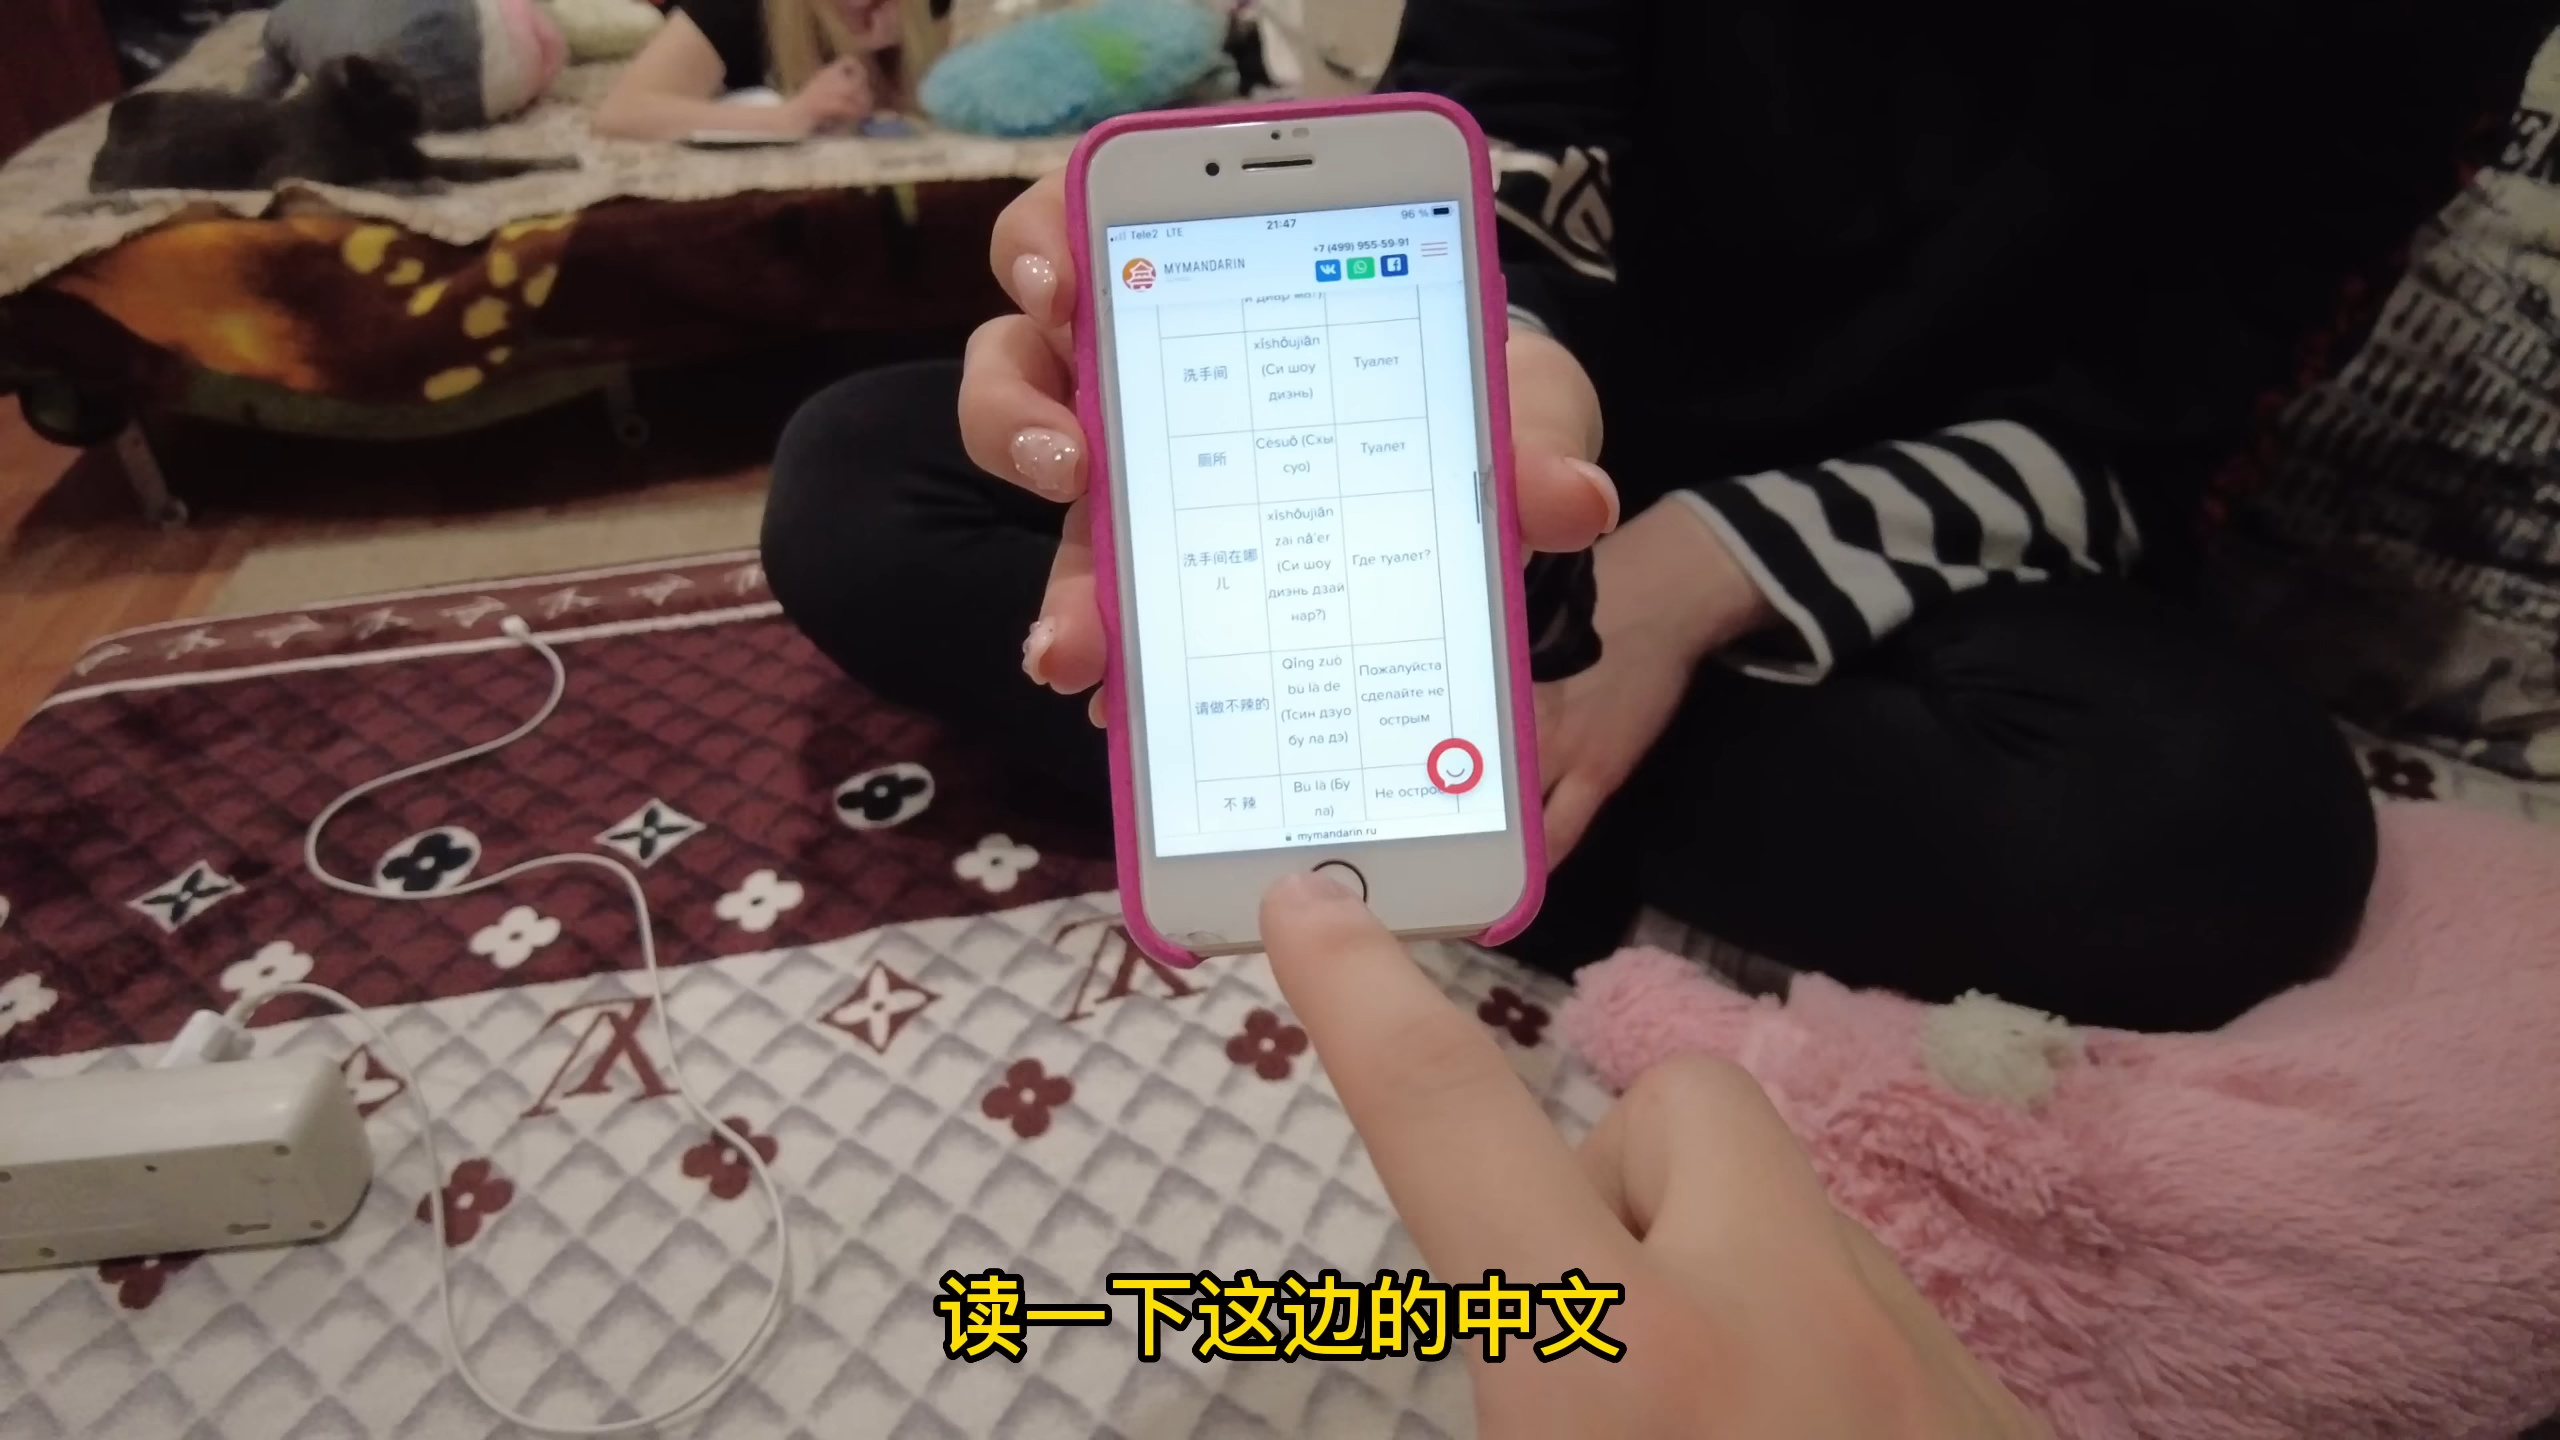 Tele2 LTE 21:47 96 %
+7 (499) 955-59-91
MYMANDARIN
洗手间
xǐshǒujiān
(Си шоу
диэнь)
Туалет
厕所
Cèsuǒ (Схы
суо)
Туалет
洗手间在哪
儿
xǐshǒujiān
zài nǎ'er
(Си шоу
диэнь дзай
нар?)
Где туалет?
请做不辣的
Qǐng zuò
bù là de
(Тсин дзуо
бу ла дэ)
Пожалуйста
сделайте не
острым
不 辣
Bù là (Бу
ла)
Не остро
mymandarin.ru
读一下这边的中文